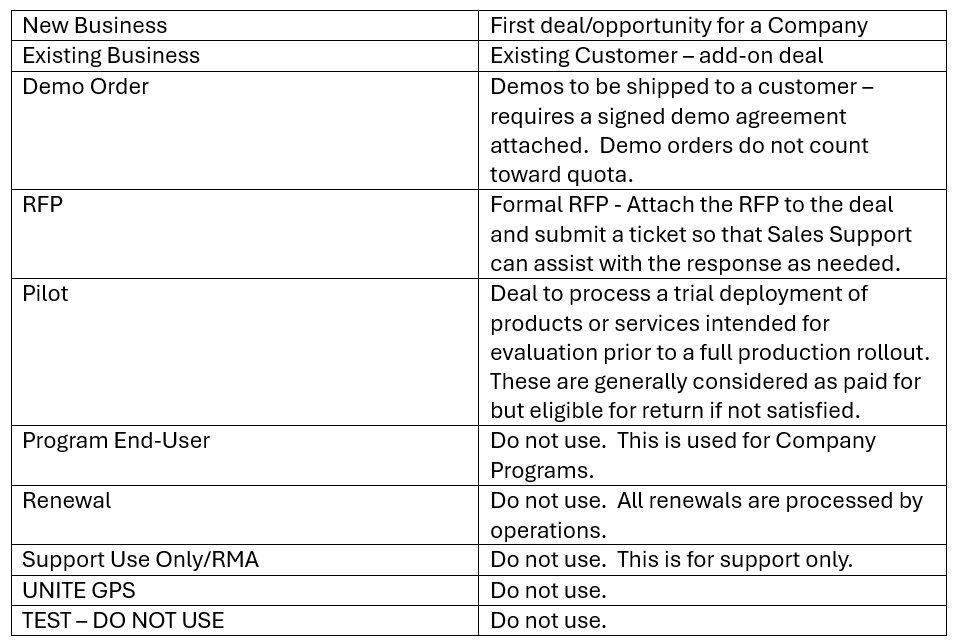 New Business
First deal/opportunity for a Company
Existing Business
Existing Customer – add-on deal
Demo Order
Demos to be shipped to a customer –
requires a signed demo agreement
attached.  Demo orders do not count
toward quota.
RFP
Formal RFP - Attach the RFP to the deal
and submit a ticket so that Sales Support
can assist with the response as needed.
Pilot
Deal to process a trial deployment of
products or services intended for
evaluation prior to a full production rollout.
These are generally considered as paid for
but eligible for return if not satisfied.
Program End-User
Do not use.  This is used for Company
Programs.
Renewal
Do not use.  All renewals are processed by
operations.
Support Use Only/RMA
Do not use.  This is for support only.
UNITE GPS
Do not use.
TEST – DO NOT USE
Do not use.